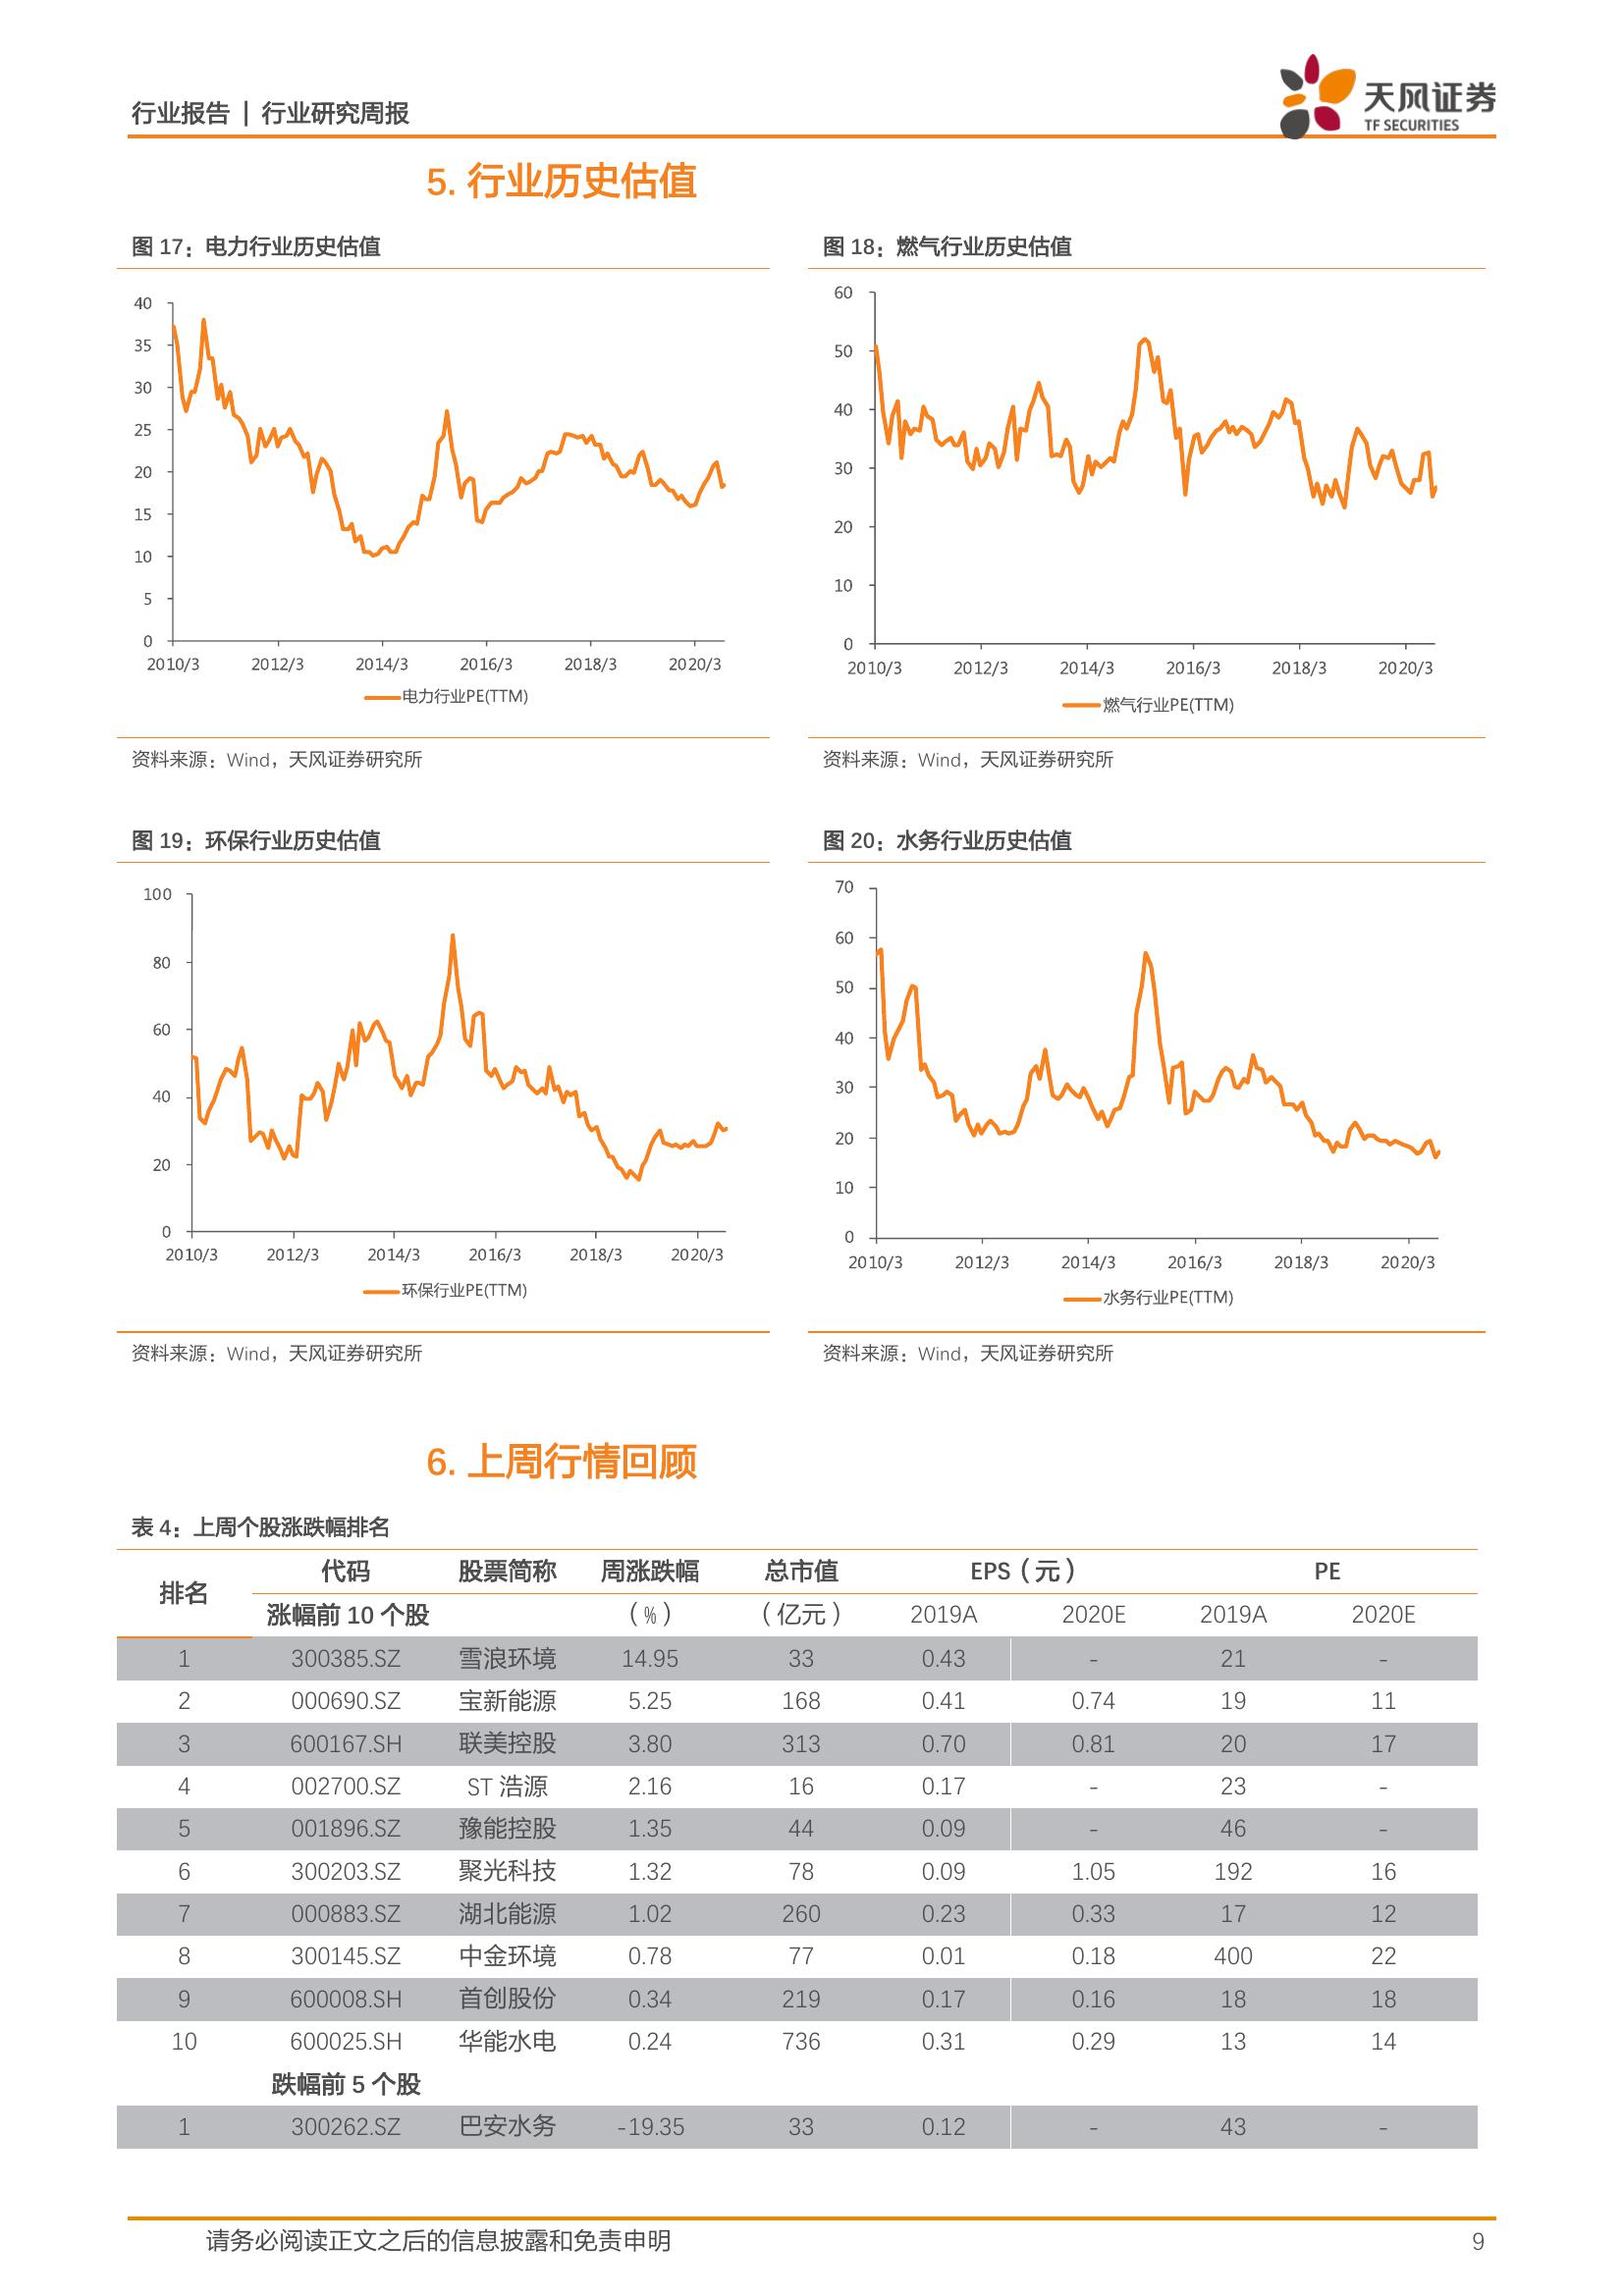 行业报告 | 行业研究周报
天风证券
TF SECURITIES
5. 行业历史估值
图 17：电力行业历史估值
40
35
30
25
20
15
10
5
0
2010/3 2012/3 2014/3 2016/3 2018/3 2020/3
电力行业PE(TTM)
资料来源：Wind，天风证券研究所
图 18：燃气行业历史估值
60
50
40
30
20
10
0
2010/3 2012/3 2014/3 2016/3 2018/3 2020/3
燃气行业PE(TTM)
资料来源：Wind，天风证券研究所
图 19：环保行业历史估值
100
80
60
40
20
0
2010/3 2012/3 2014/3 2016/3 2018/3 2020/3
环保行业PE(TTM)
资料来源：Wind，天风证券研究所
图 20：水务行业历史估值
70
60
50
40
30
20
10
0
2010/3 2012/3 2014/3 2016/3 2018/3 2020/3
水务行业PE(TTM)
资料来源：Wind，天风证券研究所
6. 上周行情回顾
表 4：上周个股涨跌幅排名
排名 代码 股票简称 周涨跌幅 总市值 EPS（元） PE
涨幅前 10 个股 （%） （亿元） 2019A 2020E 2019A 2020E
1 300385.SZ 雪浪环境 14.95 33 0.43 - 21 -
2 000690.SZ 宝新能源 5.25 168 0.41 0.74 19 11
3 600167.SH 联美控股 3.80 313 0.70 0.81 20 17
4 002700.SZ ST 浩源 2.16 16 0.17 - 23 -
5 001896.SZ 豫能控股 1.35 44 0.09 - 46 -
6 300203.SZ 聚光科技 1.32 78 0.09 1.05 192 16
7 000883.SZ 湖北能源 1.02 260 0.23 0.33 17 12
8 300145.SZ 中金环境 0.78 77 0.01 0.18 400 22
9 600008.SH 首创股份 0.34 219 0.17 0.16 18 18
10 600025.SH 华能水电 0.24 736 0.31 0.29 13 14
跌幅前 5 个股
1 300262.SZ 巴安水务 -19.35 33 0.12 - 43 -
请务必阅读正文之后的信息披露和免责申明 9